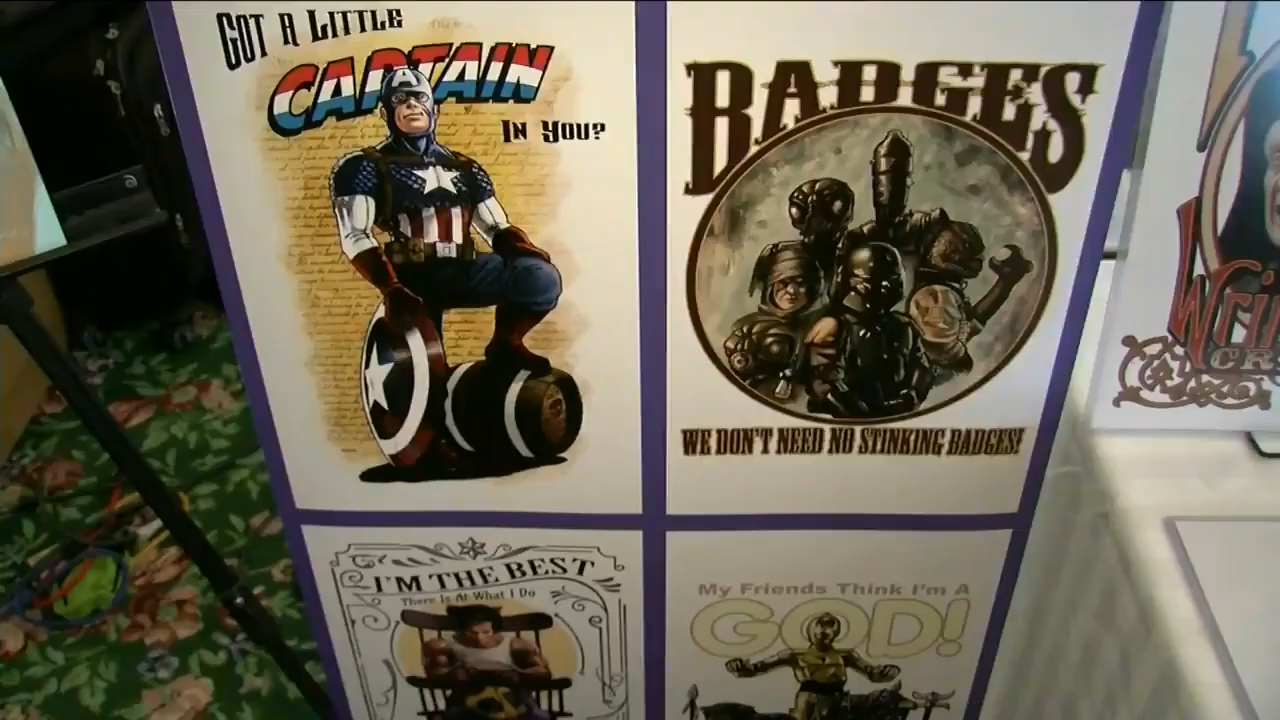 GOT A LITTLE
CAPTAIN
IN YOU?
BADGES
WE DON'T NEED NO STINKING BADGES!
I'M THE BEST
There Is At What I Do
My Friends Think I'm A
GOD!